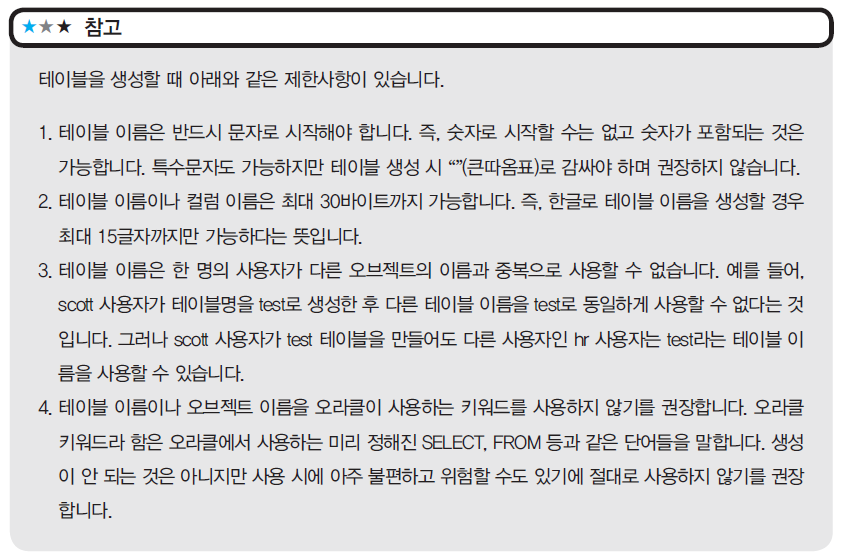 ★★★ 참고
테이블을 생성할 때 아래와 같은 제한사항이 있습니다.
1. 테이블 이름은 반드시 문자로 시작해야 합니다. 즉, 숫자로 시작할 수는 없고 숫자가 포함되는 것은
가능합니다. 특수문자도 가능하지만 테이블 생성 시 “”(큰따옴표)로 감싸야 하며 권장하지 않습니다.
2. 테이블 이름이나 컬럼 이름은 최대 30바이트까지 가능합니다. 즉, 한글로 테이블 이름을 생성할 경우
최대 15글자까지만 가능하다는 뜻입니다.
3. 테이블 이름은 한 명의 사용자가 다른 오브젝트의 이름과 중복으로 사용할 수 없습니다. 예를 들어,
scott 사용자가 테이블명을 test로 생성한 후 다른 테이블 이름을 test로 동일하게 사용할 수 없다는 것
입니다. 그러나 scott 사용자가 test 테이블을 만들어도 다른 사용자인 hr 사용자는 test라는 테이블 이
름을 사용할 수 있습니다.
4. 테이블 이름이나 오브젝트 이름을 오라클이 사용하는 키워드를 사용하지 않기를 권장합니다. 오라클
키워드라 함은 오라클에서 사용하는 미리 정해진 SELECT, FROM 등과 같은 단어들을 말합니다. 생성
이 안 되는 것은 아니지만 사용 시에 아주 불편하고 위험할 수도 있기에 절대로 사용하지 않기를 권장
합니다.